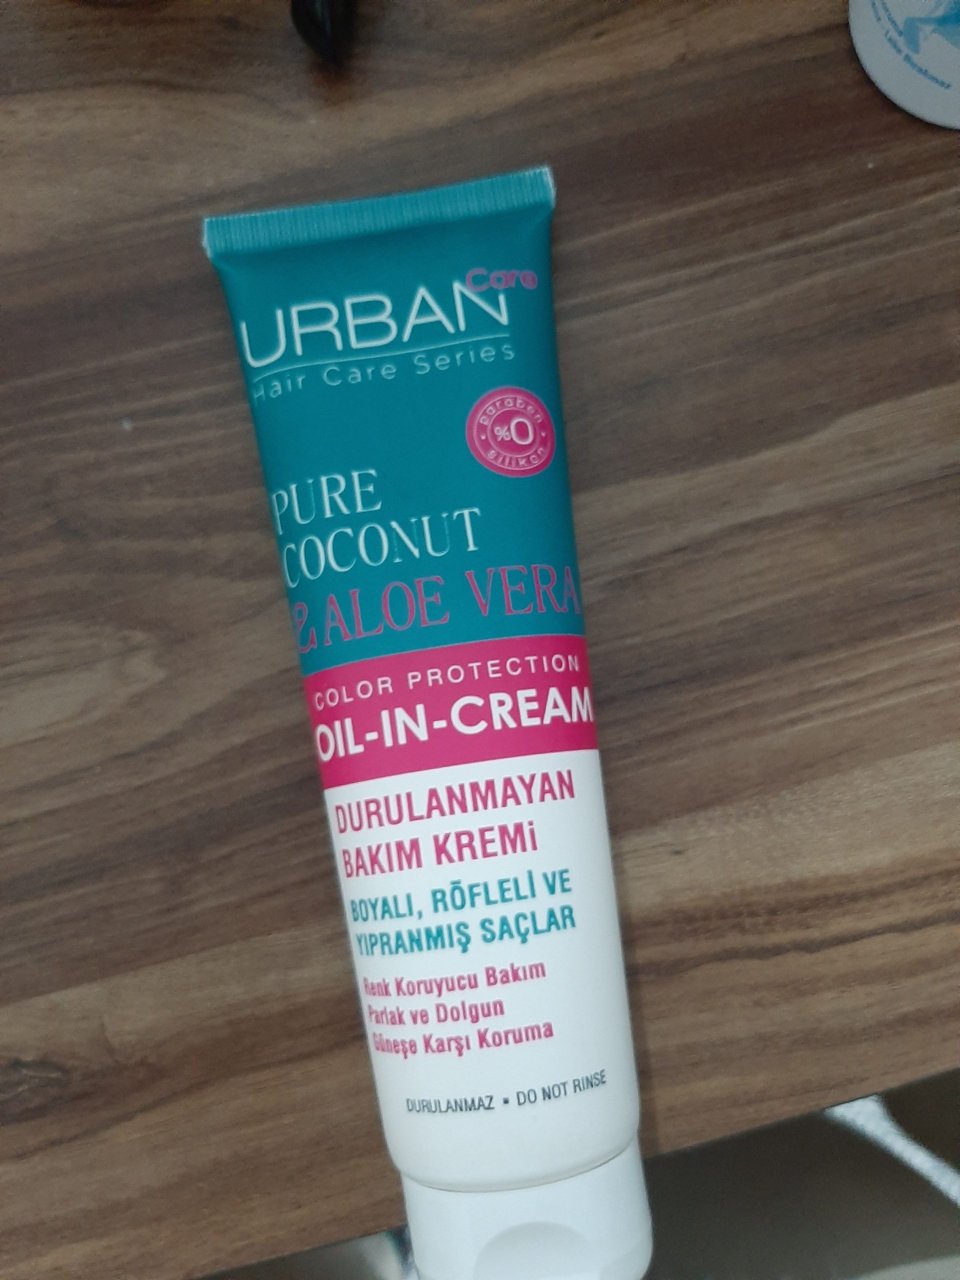 URBAN Care
Hair Care Series
paraben
%0
silikon
PURE
COCONUT
& ALOE VERA
COLOR PROTECTION
OIL-IN-CREAM
DURULANMAYAN
BAKIM KREMİ
BOYALI, RÖFLELİ VE
YIPRANMIŞ SAÇLAR
Renk Koruyucu Bakım
Parlak ve Dolgun
Güneşe Karşı Koruma
DURULANMAZ • DO NOT RINSE
Leke Bırakmaz